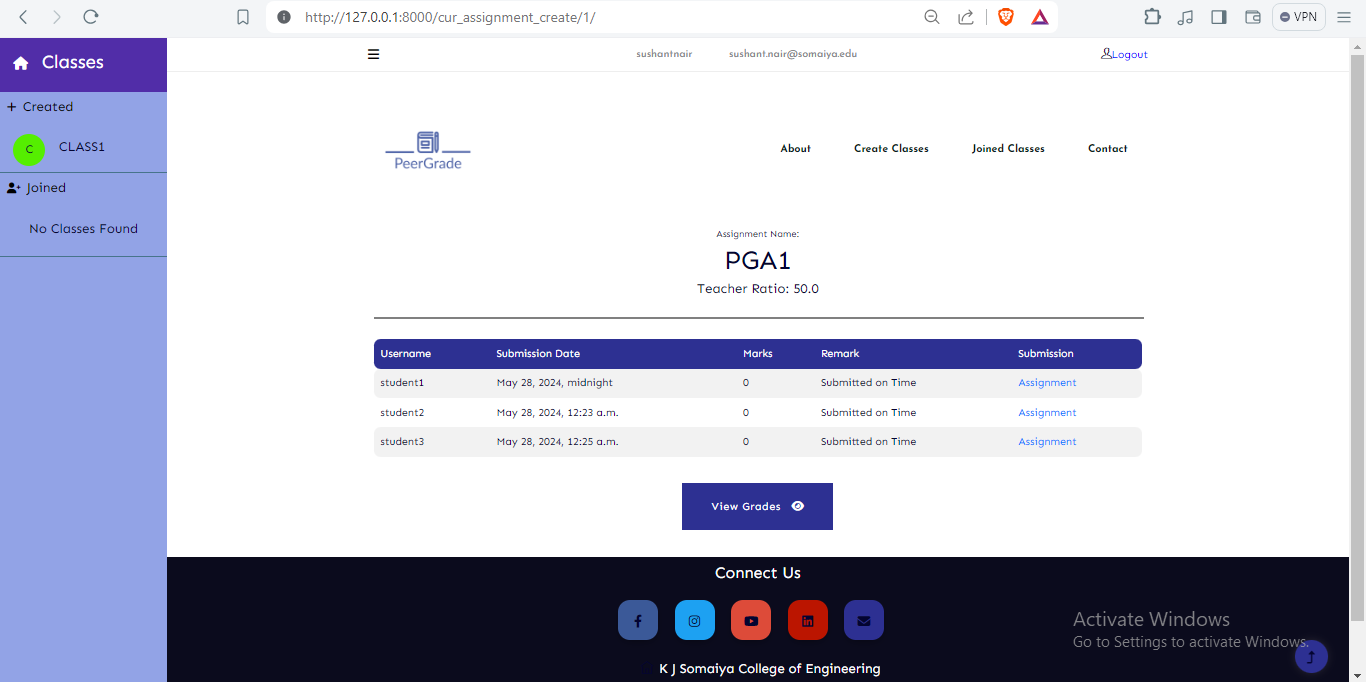 http://127.0.0.1:8000/cur_assignment_create/1/
VPN
Classes
sushantnair sushant.nair@somaiya.edu Logout
+ Created
C CLASS1
Joined
No Classes Found
PeerGrade
About Create Classes Joined Classes Contact
Assignment Name:
PGA1
Teacher Ratio: 50.0
Username Submission Date Marks Remark Submission
student1 May 28, 2024, midnight 0 Submitted on Time Assignment
student2 May 28, 2024, 12:23 a.m. 0 Submitted on Time Assignment
student3 May 28, 2024, 12:25 a.m. 0 Submitted on Time Assignment
View Grades
Connect Us
K J Somaiya College of Engineering
Activate Windows
Go to Settings to activate Windows.